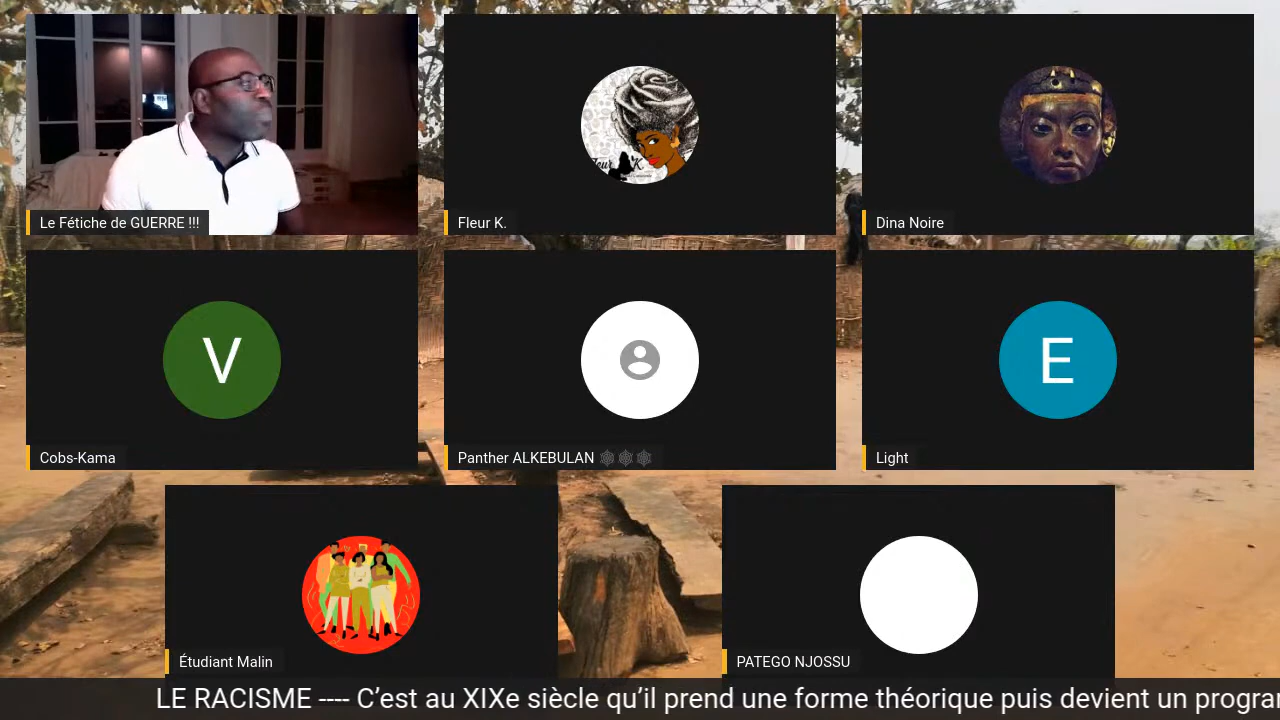 Le Fétiche de GUERRE !!!
Fleur K.
Dina Noire
V
Cobs-Kama
Panther ALKEBULAN 🕸🕸🕸
E
Light
Étudiant Malin
PATEGO NJOSSU
LE RACISME ---- C’est au XIXe siècle qu’il prend une forme théorique puis devient un